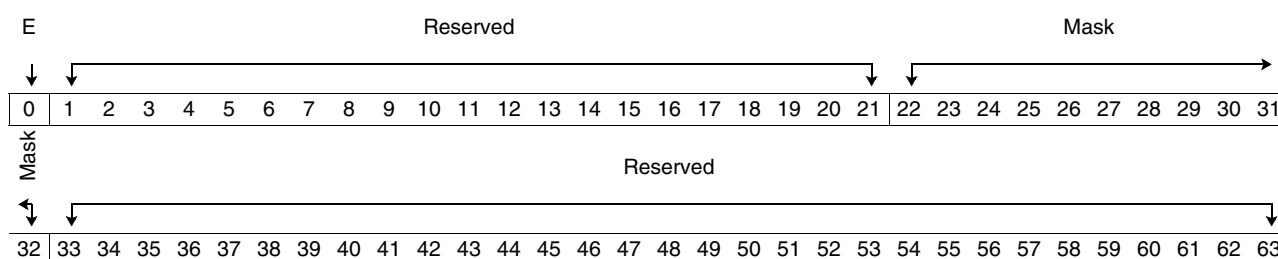 E Reserved Mask
0 1 2 3 4 5 6 7 8 9 10 11 12 13 14 15 16 17 18 19 20 21 22 23 24 25 26 27 28 29 30 31
Mask
Reserved
32 33 34 35 36 37 38 39 40 41 42 43 44 45 46 47 48 49 50 51 52 53 54 55 56 57 58 59 60 61 62 63